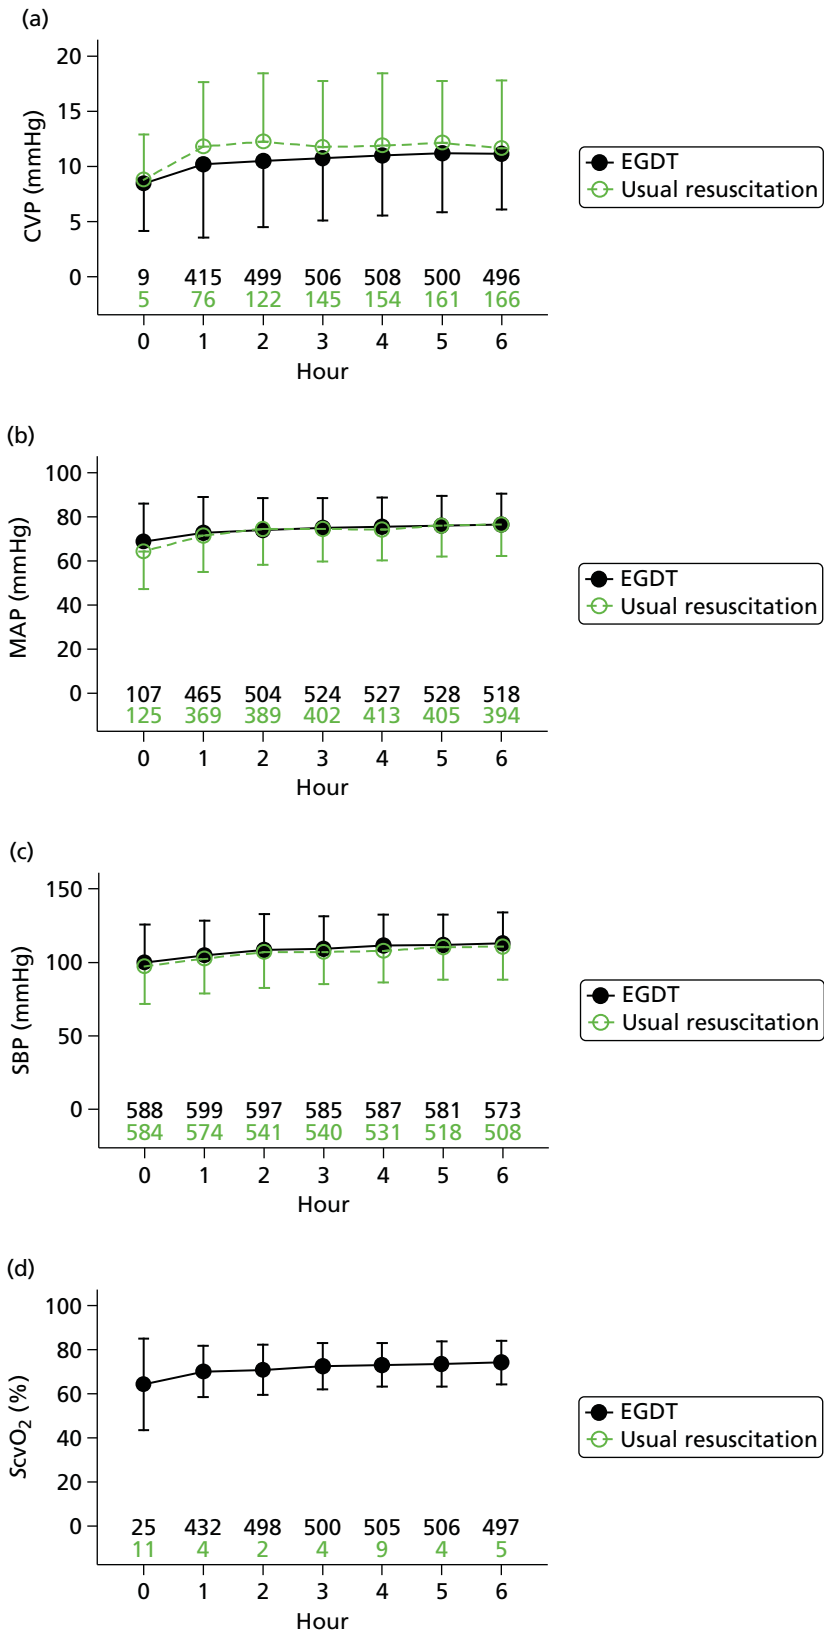 (a)
20
15
10
5
0
CVP (mmHg)
9 415 499 506 508 500 496
5 76 122 145 154 161 166
0 1 2 3 4 5 6
Hour
EGDT
Usual resuscitation
(b)
100
80
60
40
20
0
MAP (mmHg)
107 465 504 524 527 528 518
125 369 389 402 413 405 394
0 1 2 3 4 5 6
Hour
EGDT
Usual resuscitation
(c)
150
100
50
0
SBP (mmHg)
588 599 597 585 587 581 573
584 574 541 540 531 518 508
0 1 2 3 4 5 6
Hour
EGDT
Usual resuscitation
(d)
100
80
60
40
20
0
ScvO₂ (%)
25 432 498 500 505 506 497
11 4 2 4 9 4 5
0 1 2 3 4 5 6
Hour
EGDT
Usual resuscitation